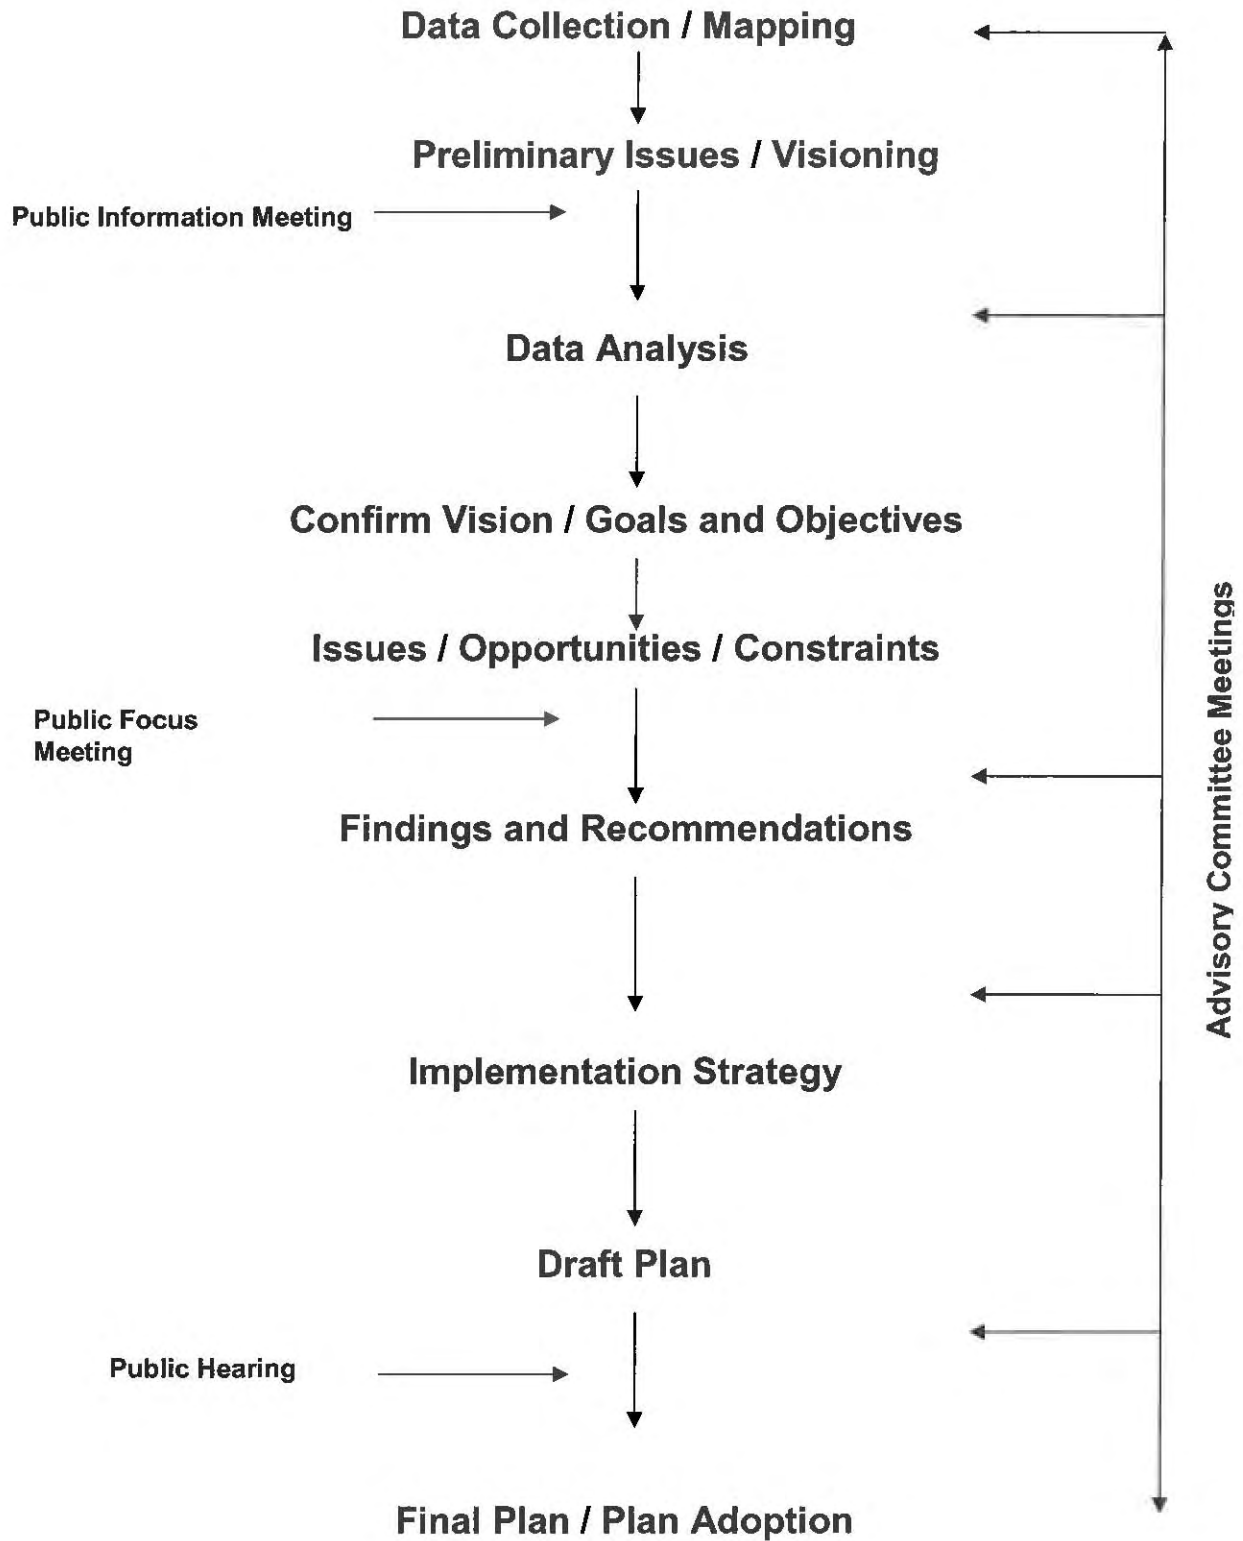 Data Collection / Mapping
Preliminary Issues / Visioning
Public Information Meeting
Data Analysis
Confirm Vision / Goals and Objectives
Issues / Opportunities / Constraints
Public Focus
Meeting
Findings and Recommendations
Implementation Strategy
Draft Plan
Public Hearing
Final Plan / Plan Adoption
Advisory Committee Meetings